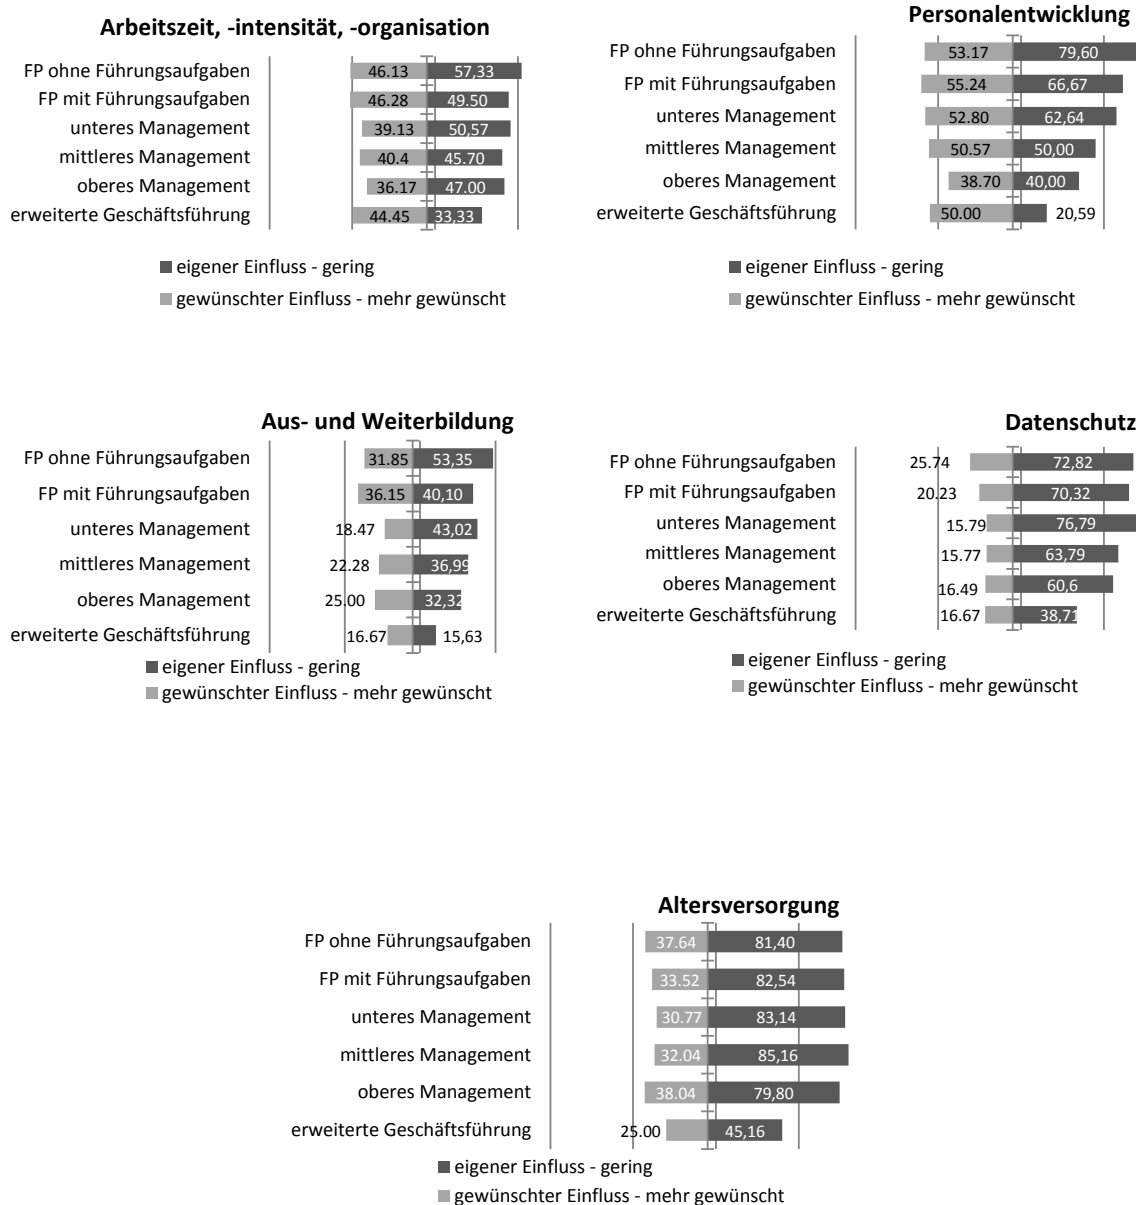 Arbeitszeit, -intensität, -organisation
FP ohne Führungsaufgaben 46.13 57,33
FP mit Führungsaufgaben 46.28 49.50
unteres Management 39.13 50,57
mittleres Management 40.4 45.70
oberes Management 36.17 47.00
erweiterte Geschäftsführung 44.45 33,33
eigener Einfluss - gering
gewünschter Einfluss - mehr gewünscht
Personalentwicklung
FP ohne Führungsaufgaben 53.17 79,60
FP mit Führungsaufgaben 55.24 66,67
unteres Management 52.80 62,64
mittleres Management 50.57 50,00
oberes Management 38.70 40,00
erweiterte Geschäftsführung 50.00 20,59
eigener Einfluss - gering
gewünschter Einfluss - mehr gewünscht
Aus- und Weiterbildung
FP ohne Führungsaufgaben 31.85 53,35
FP mit Führungsaufgaben 36.15 40,10
unteres Management 18.47 43,02
mittleres Management 22.28 36,99
oberes Management 25.00 32,32
erweiterte Geschäftsführung 16.67 15,63
eigener Einfluss - gering
gewünschter Einfluss - mehr gewünscht
Datenschutz
FP ohne Führungsaufgaben 25.74 72,82
FP mit Führungsaufgaben 20.23 70,32
unteres Management 15.79 76,79
mittleres Management 15.77 63,79
oberes Management 16.49 60,6
erweiterte Geschäftsführung 16.67 38,71
eigener Einfluss - gering
gewünschter Einfluss - mehr gewünscht
Altersversorgung
FP ohne Führungsaufgaben 37.64 81,40
FP mit Führungsaufgaben 33.52 82,54
unteres Management 30.77 83,14
mittleres Management 32.04 85,16
oberes Management 38.04 79,80
erweiterte Geschäftsführung 25.00 45,16
eigener Einfluss - gering
gewünschter Einfluss - mehr gewünscht